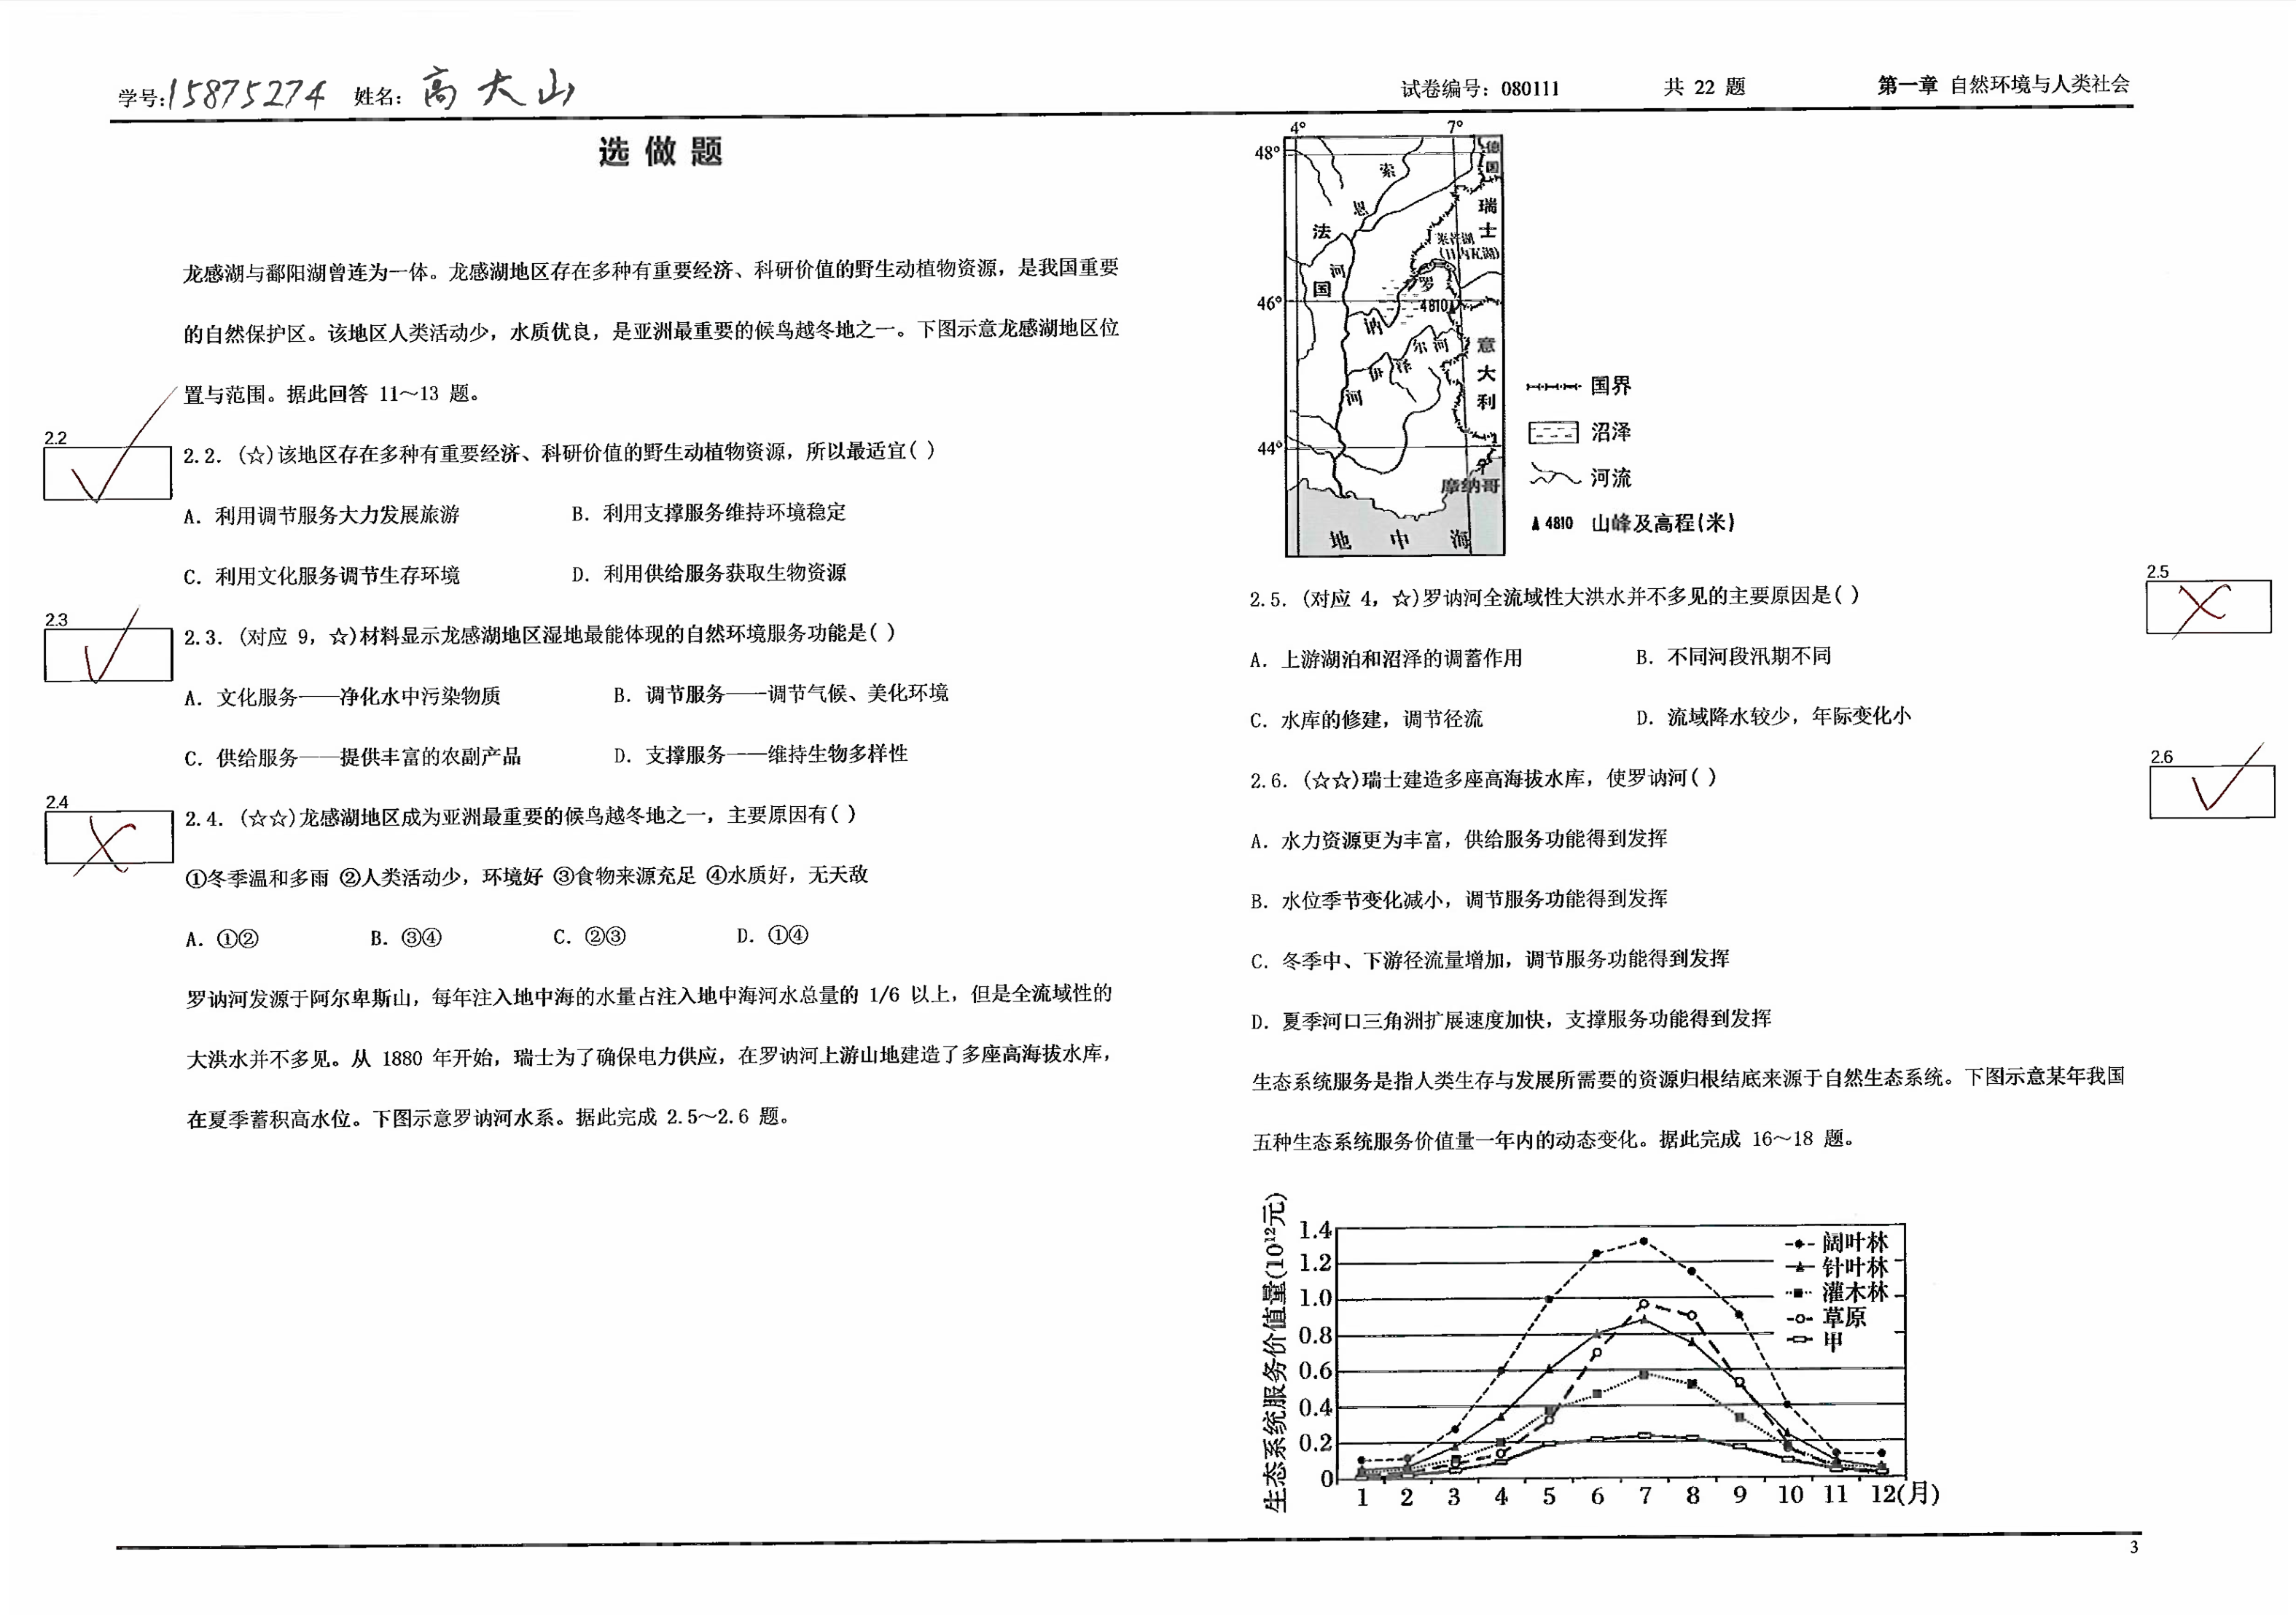 学号:15875274 姓名:高大山
试卷编号:080111 共 22 题 第一章 自然环境与人类社会
选做题
龙感湖与鄱阳湖曾连为一体。龙感湖地区存在多种有重要经济、科研价值的野生动植物资源，是我国重要
的自然保护区。该地区人类活动少，水质优良，是亚洲最重要的候鸟越冬地之一。下图示意龙感湖地区位
置与范围。据此回答 11～13 题。
2.2
2.2. (☆)该地区存在多种有重要经济、科研价值的野生动植物资源，所以最适宜( )
A. 利用调节服务大力发展旅游 B. 利用支撑服务维持环境稳定
C. 利用文化服务调节生存环境 D. 利用供给服务获取生物资源
2.3
2.3. (对应 9，☆)材料显示龙感湖地区湿地最能体现的自然环境服务功能是( )
A. 文化服务——净化水中污染物质 B. 调节服务——调节气候、美化环境
C. 供给服务——提供丰富的农副产品 D. 支撑服务——维持生物多样性
2.4
2.4. (☆☆)龙感湖地区成为亚洲最重要的候鸟越冬地之一，主要原因有( )
①冬季温和多雨 ②人类活动少，环境好 ③食物来源充足 ④水质好，无天敌
A. ①② B. ③④ C. ②③ D. ①④
罗讷河发源于阿尔卑斯山，每年注入地中海的水量占注入地中海河水总量的 1/6 以上，但是全流域性的
大洪水并不多见。从 1880 年开始，瑞士为了确保电力供应，在罗讷河上游山地建造了多座高海拔水库，
在夏季蓄积高水位。下图示意罗讷河水系。据此完成 2.5～2.6 题。
4° 7°
48°
46°
44°
德国
瑞士
法国
索恩河
莱芒湖
(日内瓦湖)
罗讷河
4810
伊泽尔河
意大利
摩纳哥
地中海
国界
沼泽
河流
▲4810 山峰及高程(米)
2.5
2.5. (对应 4，☆)罗讷河全流域性大洪水并不多见的主要原因是( )
A. 上游湖泊和沼泽的调蓄作用 B. 不同河段汛期不同
C. 水库的修建，调节径流 D. 流域降水较少，年际变化小
2.6
2.6. (☆☆)瑞士建造多座高海拔水库，使罗讷河( )
A. 水力资源更为丰富，供给服务功能得到发挥
B. 水位季节变化减小，调节服务功能得到发挥
C. 冬季中、下游径流量增加，调节服务功能得到发挥
D. 夏季河口三角洲扩展速度加快，支撑服务功能得到发挥
生态系统服务是指人类生存与发展所需要的资源归根结底来源于自然生态系统。下图示意某年我国
五种生态系统服务价值量一年内的动态变化。据此完成 16～18 题。
生态系统服务价值量(10¹²元)
1.4
1.2
1.0
0.8
0.6
0.4
0.2
0
阔叶林
针叶林
灌木林
草原
甲
1 2 3 4 5 6 7 8 9 10 11 12(月)
3